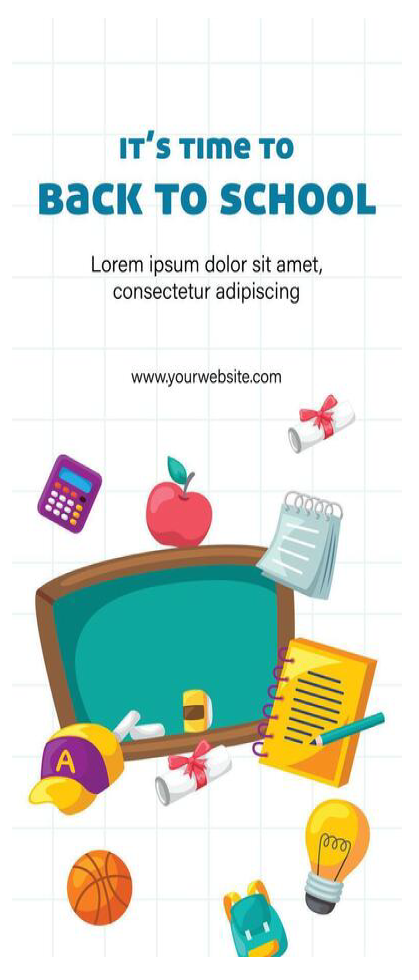 IT'S TIME TO
BACK TO SCHOOL
Lorem ipsum dolor sit amet,
consectetur adipiscing
www.yourwebsite.com
A